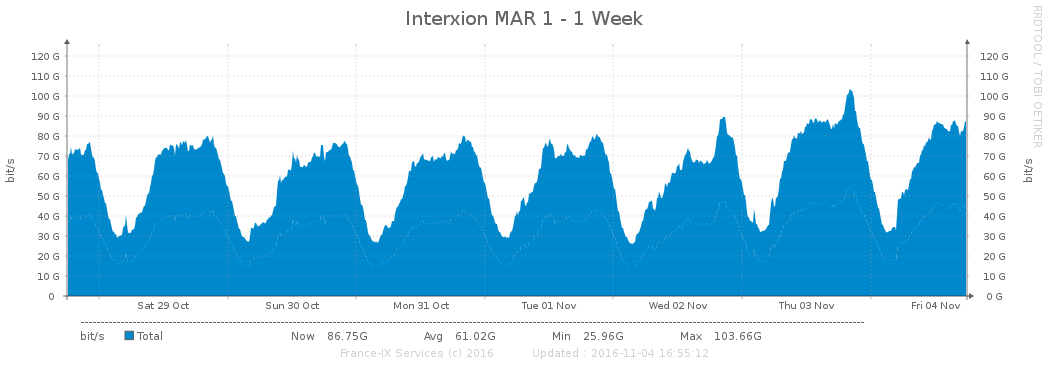 Interxion MAR 1 - 1 Week
RRDTOOL / TOBI OETIKER
bit/s
120 G 120 G
110 G 110 G
100 G 100 G
90 G 90 G
80 G 80 G
70 G 70 G
60 G 60 G
50 G 50 G
40 G 40 G
30 G 30 G
20 G 20 G
10 G 10 G
0 0 G
bit/s
Sat 29 Oct Sun 30 Oct Mon 31 Oct Tue 01 Nov Wed 02 Nov Thu 03 Nov Fri 04 Nov
bit/s Total Now 86.75G Avg 61.02G Min 25.96G Max 103.66G
France-IX Services (c) 2016 Updated : 2016-11-04 16:55:12